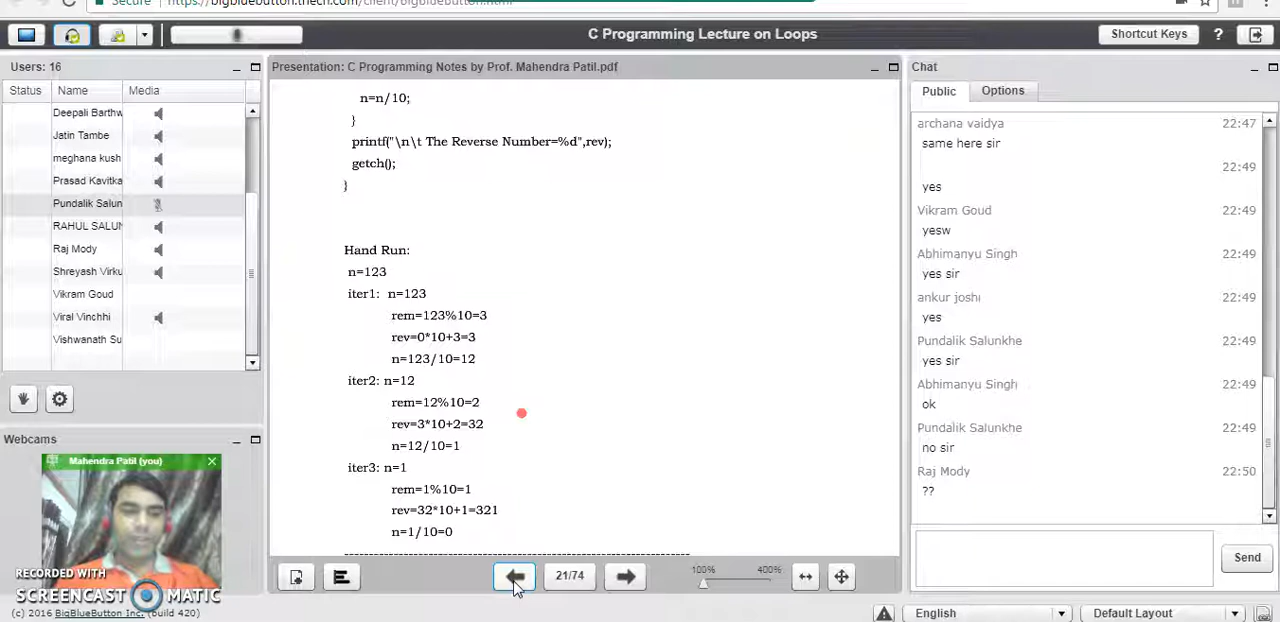 Secure
https://bigbluebutton.thech.com/client/BigBlueButton.html
C Programming Lecture on Loops
Shortcut Keys
?
Users: 16
Status Name Media
Deepali Barthw
Jatin Tambe
meghana kush
Prasad Kavitka
Pundalik Salun
RAHUL SALUN
Raj Mody
Shreyash Virku
Vikram Goud
Viral Vinchhi
Vishwanath Su
Webcams
Mahendra Patil (you)
RECORDED WITH
SCREENCAST MATIC
(c) 2016 BigBlueButton Inc. (build 420)
Presentation: C Programming Notes by Prof. Mahendra Patil.pdf
n=n/10;
}
printf("\n\t The Reverse Number=%d",rev);
getch();
}
Hand Run:
n=123
iter1: n=123
rem=123%10=3
rev=0*10+3=3
n=123/10=12
iter2: n=12
rem=12%10=2
rev=3*10+2=32
n=12/10=1
iter3: n=1
rem=1%10=1
rev=32*10+1=321
n=1/10=0
----------------------------------------------------------------------
21/74
100%
400%
Chat
Public Options
archana vaidya 22:47
same here sir
22:49
yes
Vikram Goud 22:49
yesw
Abhimanyu Singh 22:49
yes sir
ankur joshi 22:49
yes
Pundalik Salunkhe 22:49
yes sir
Abhimanyu Singh 22:49
ok
Pundalik Salunkhe 22:49
no sir
Raj Mody 22:50
??
Send
English
Default Layout